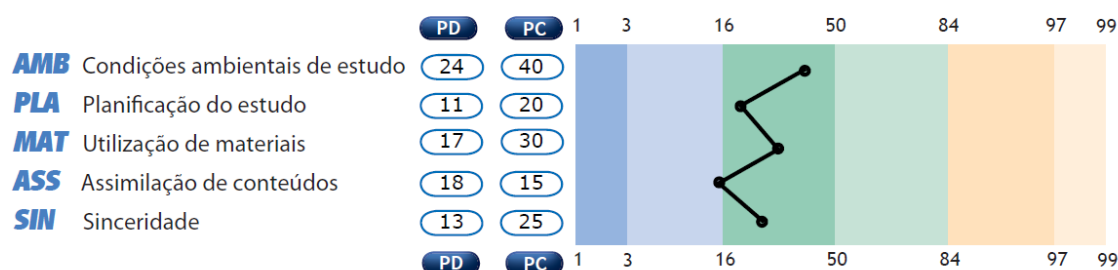 PD PC 1 3 16 50 84 97 99
AMB Condições ambientais de estudo 24 40
PLA Planificação do estudo 11 20
MAT Utilização de materiais 17 30
ASS Assimilação de conteúdos 18 15
SIN Sinceridade 13 25
PD PC 1 3 16 50 84 97 99